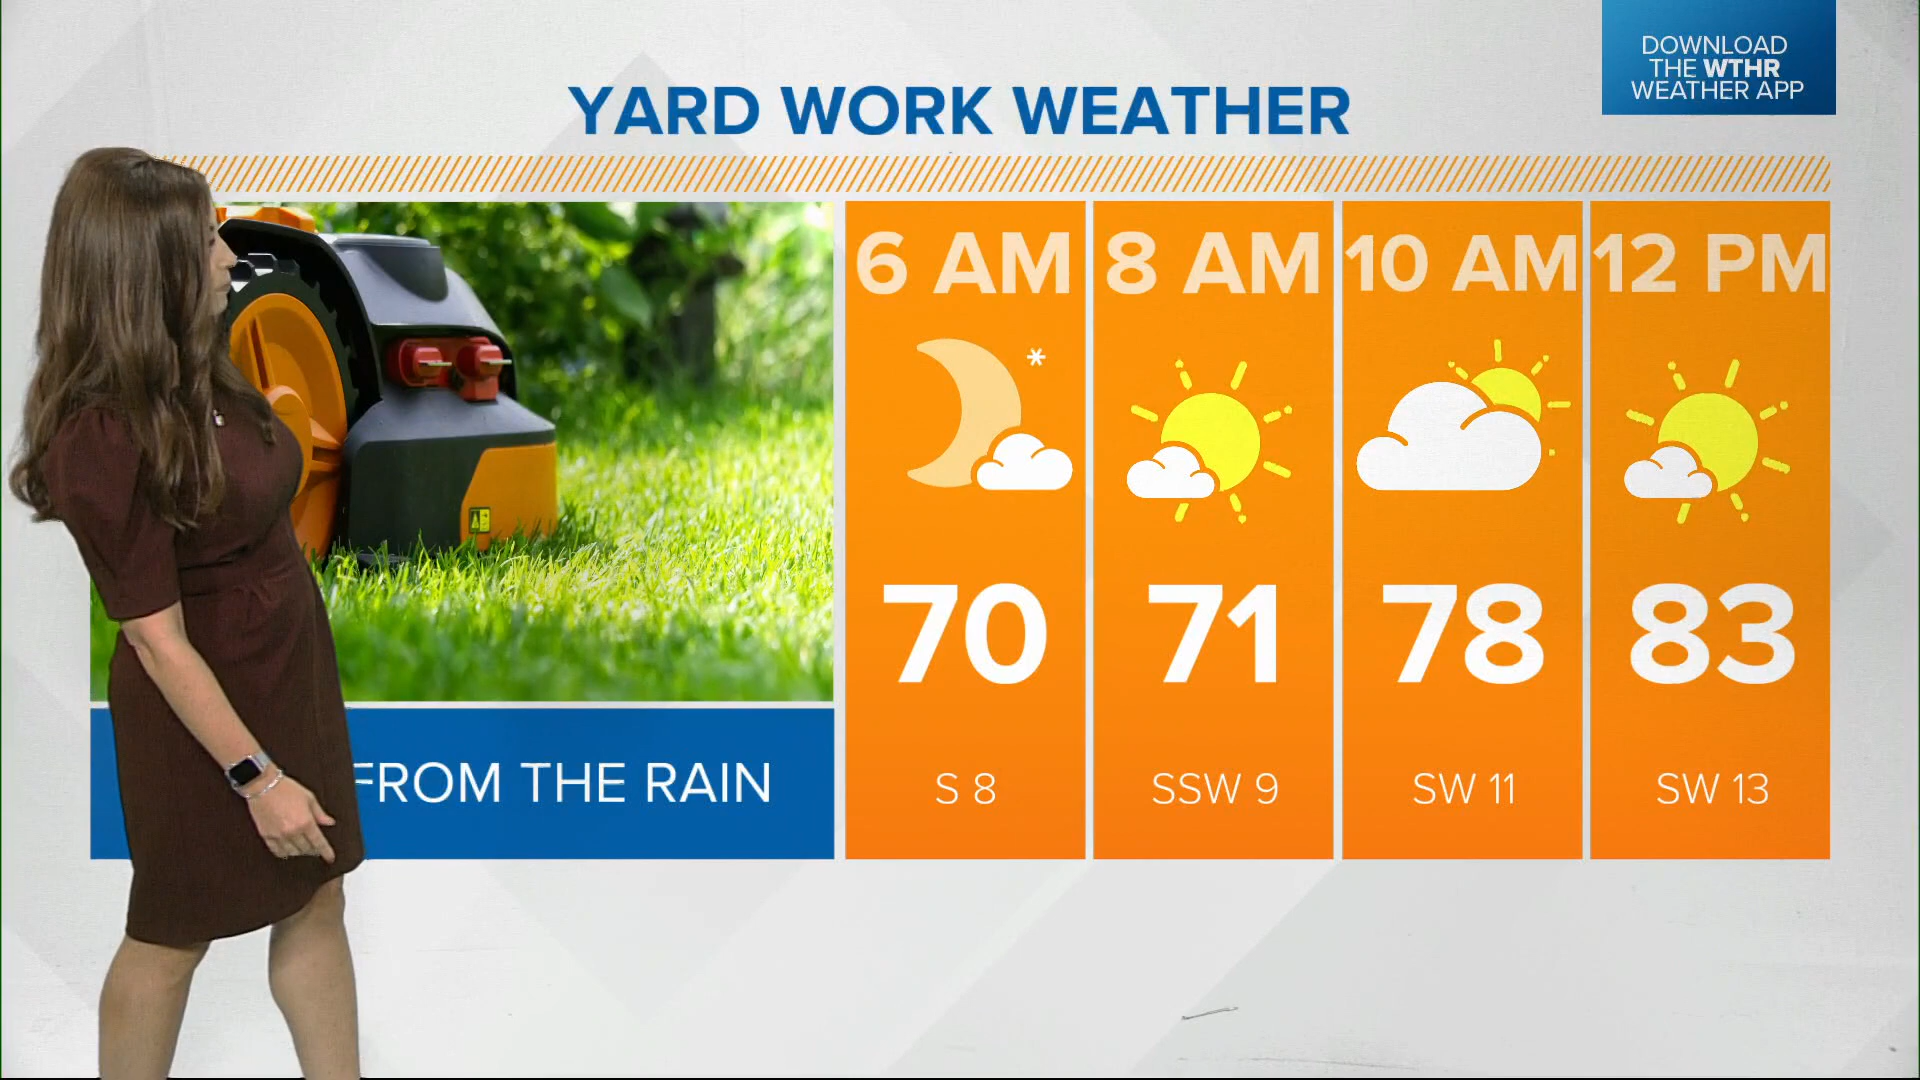 DOWNLOAD
THE WTHR
WEATHER APP
YARD WORK WEATHER
6 AM 8 AM 10 AM 12 PM
70 71 78 83
S 8 SSW 9 SW 11 SW 13
FROM THE RAIN